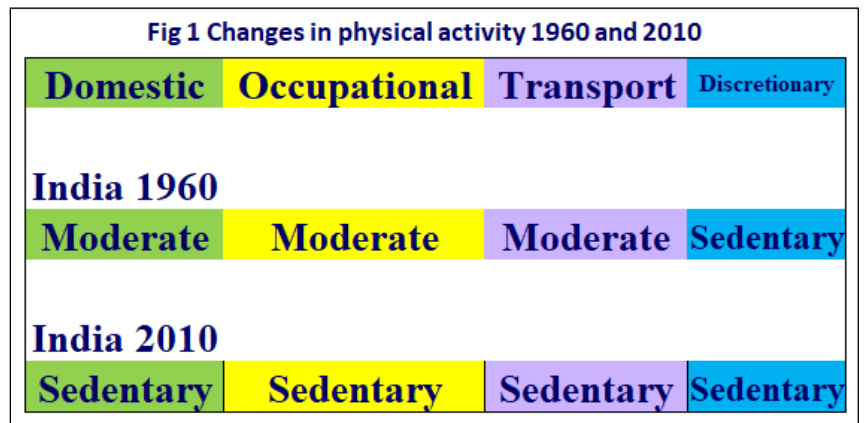 Fig 1 Changes in physical activity 1960 and 2010
Domestic Occupational Transport Discretionary
India 1960
Moderate Moderate Moderate Sedentary
India 2010
Sedentary Sedentary Sedentary Sedentary